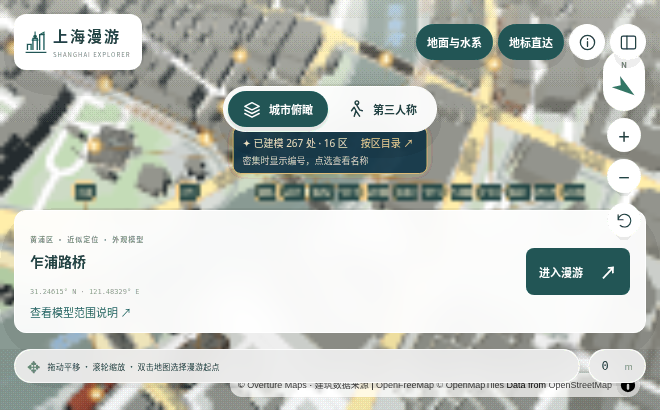 上海漫游
SHANGHAI EXPLORER
地面与水系
地标直达
N
城市俯瞰
第三人称
✦ 已建模 267 处 · 16 区 按区目录 ↗
密集时显示编号，点选查看名称
黄浦区 · 近似定位 · 外观模型
乍浦路桥
31.24615° N · 121.48329° E
查看模型范围说明 ↗
进入漫游 ↗
拖动平移 · 滚轮缩放 · 双击地图选择漫游起点
0 m
© Overture Maps · 建筑数据来源 | OpenFreeMap © OpenMapTiles Data from OpenStreetMap